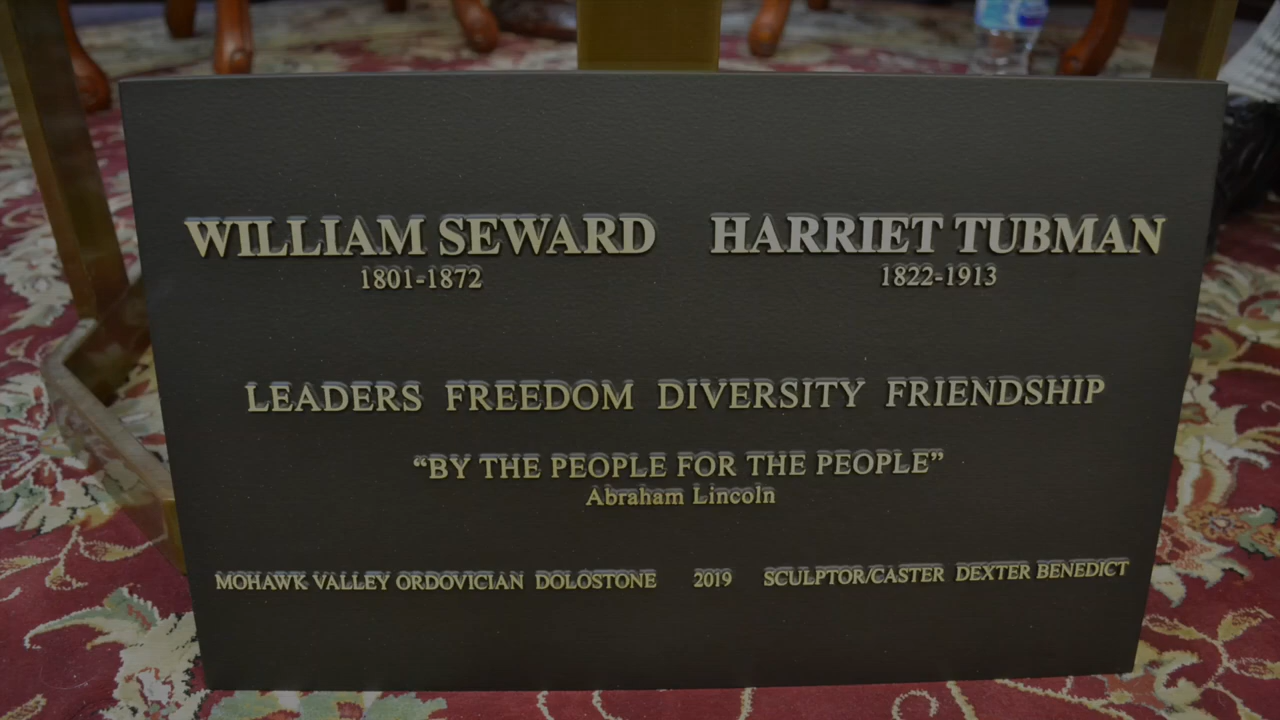 WILLIAM SEWARD HARRIET TUBMAN
1801-1872 1822-1913
LEADERS FREEDOM DIVERSITY FRIENDSHIP
“BY THE PEOPLE FOR THE PEOPLE”
Abraham Lincoln
MOHAWK VALLEY ORDOVICIAN DOLOSTONE 2019 SCULPTOR/CASTER DEXTER BENEDICT